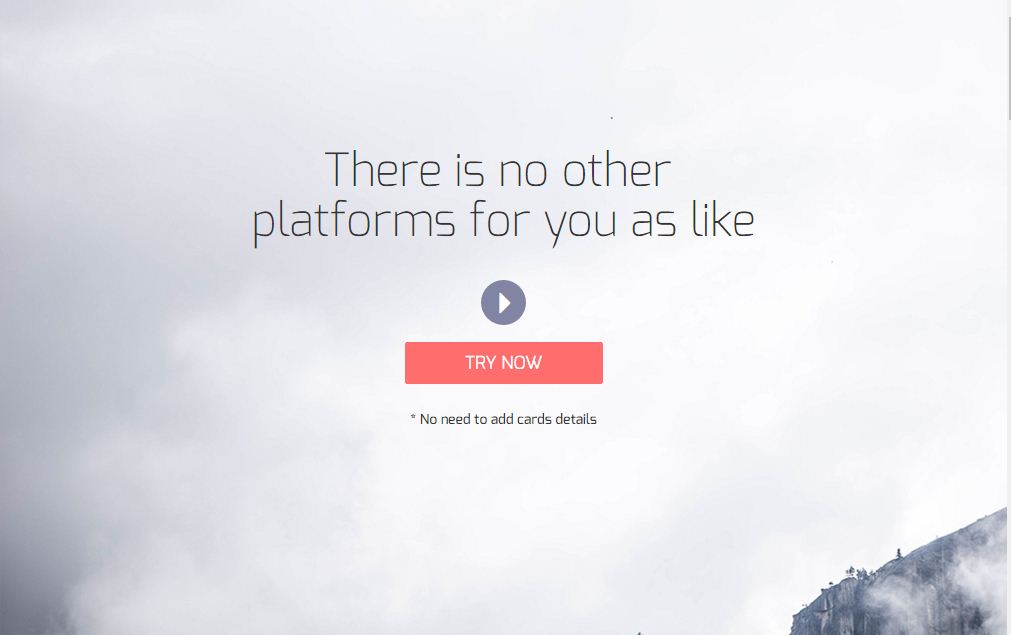 There is no other
platforms for you as like
TRY NOW
* No need to add cards details